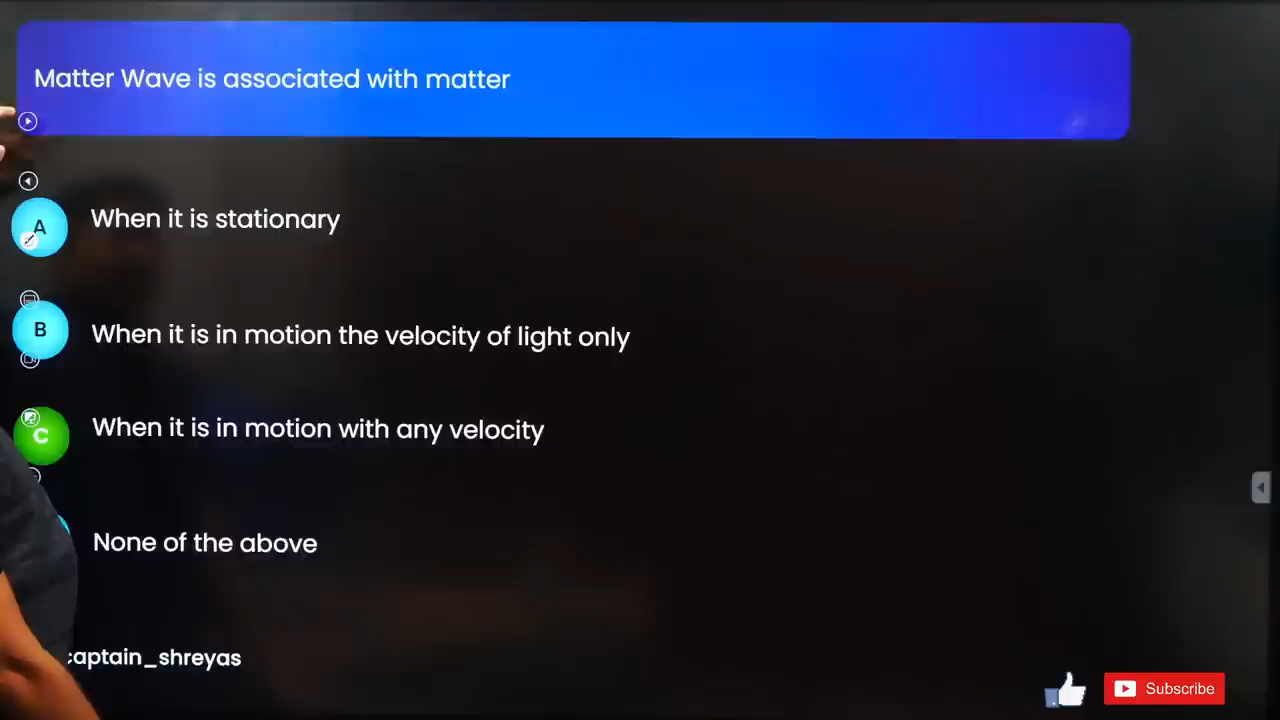 Matter Wave is associated with matter
A When it is stationary
B When it is in motion the velocity of light only
C When it is in motion with any velocity
None of the above
captain_shreyas
Subscribe